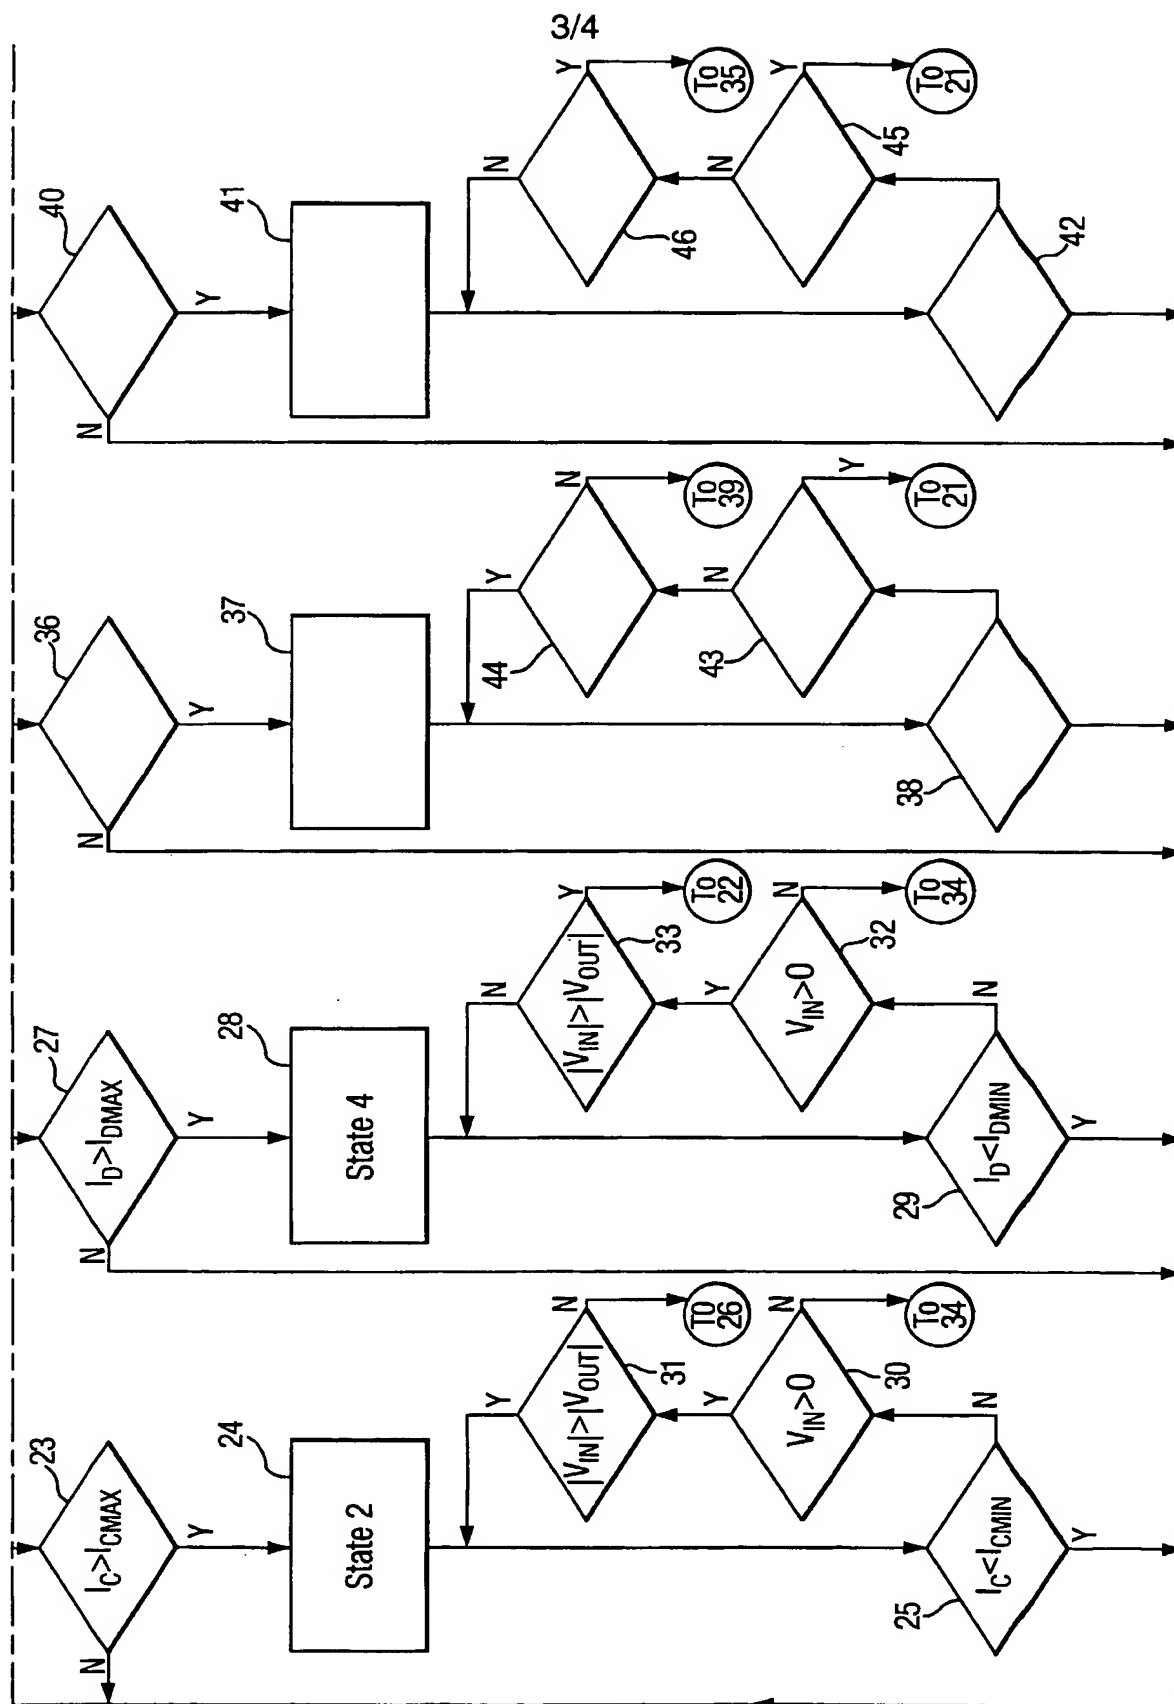 3/4
23
I_C>I_CMAX
N
Y
24
State 2
|V_IN|>|V_OUT|
Y
N
31
To 26
V_IN>0
Y
N
30
To 34
I_C<I_CMIN
25
N
Y
27
I_D>I_DMAX
N
Y
28
State 4
|V_IN|>|V_OUT|
N
Y
33
To 22
V_IN>0
Y
N
32
To 34
I_D<I_DMIN
29
N
Y
36
N
Y
37
Y
N
44
To 39
N
Y
43
To 21
38
40
N
Y
41
N
Y
46
To 35
N
Y
45
To 21
42